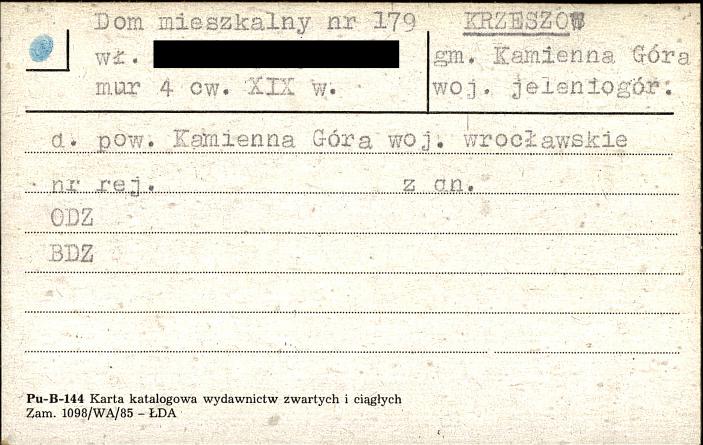 Dom mieszkalny nr 179 KRZESZÓW
wł. gm. Kamienna Góra
mur 4 ćw. XIX w. woj. jeleniogór.
d. pow. Kamienna Góra woj. wrocławskie
nr rej. z dn.
ODZ
BDZ
Pu-B-144 Karta katalogowa wydawnictw zwartych i ciągłych
Zam. 1098/WA/85 – ŁDA